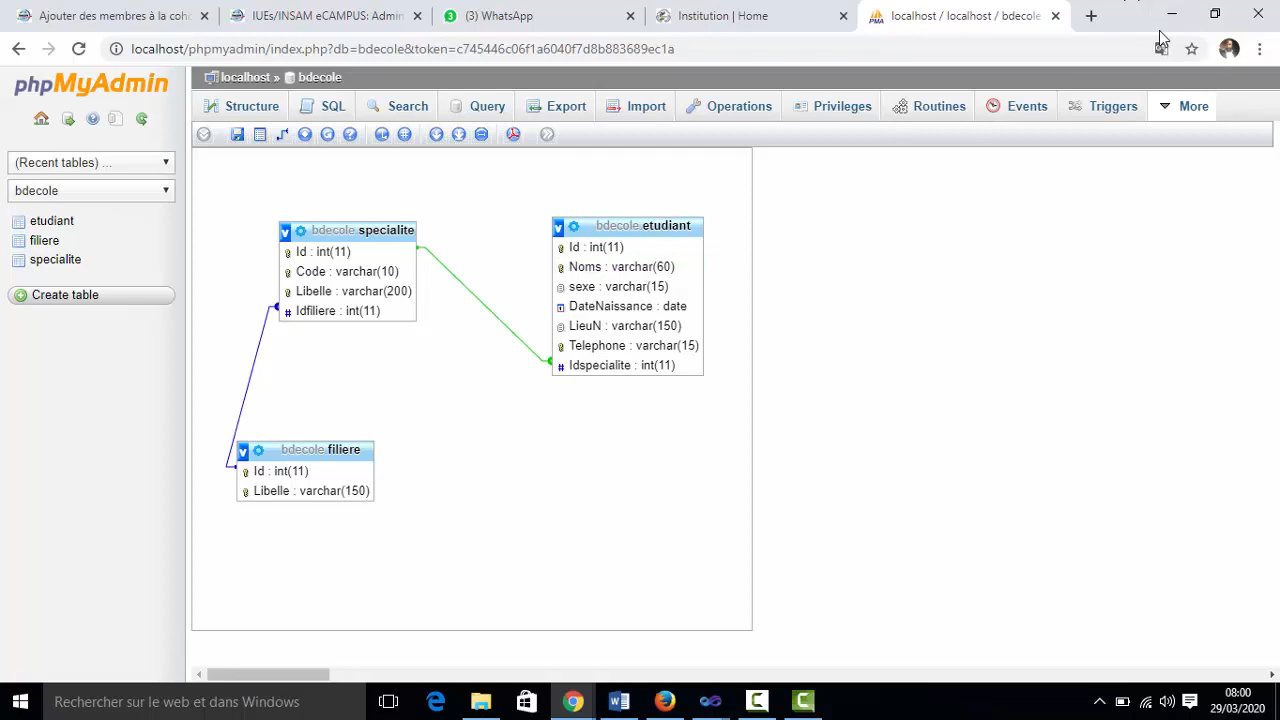 Ajouter des membres à la coho
IUEs/INSAM eCAMPUS: Admin
(3) WhatsApp
Institution | Home
localhost / localhost / bdecole
localhost/phpmyadmin/index.php?db=bdecole&token=c745446c06f1a6040f7d8b883689ec1a
phpMyAdmin
localhost » bdecole
Structure SQL Search Query Export Import Operations Privileges Routines Events Triggers More
(Recent tables) ...
bdecole
etudiant
filiere
specialite
Create table
bdecole specialite
Id : int(11)
Code : varchar(10)
Libelle : varchar(200)
Idfiliere : int(11)
bdecole etudiant
Id : int(11)
Noms : varchar(60)
sexe : varchar(15)
DateNaissance : date
LieuN : varchar(150)
Telephone : varchar(15)
Idspecialite : int(11)
bdecole filiere
Id : int(11)
Libelle : varchar(150)
Rechercher sur le web et dans Windows
08:00
29/03/2020